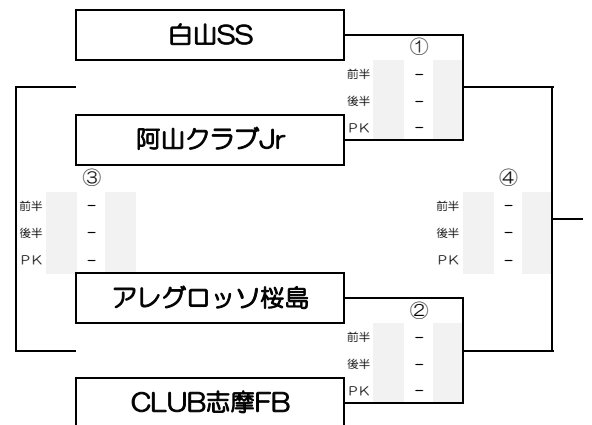 白山SS
①
前半 －
後半 －
PK －
阿山クラブJr
③
前半 －
後半 －
PK －
④
前半 －
後半 －
PK －
アレグロッソ桜島
②
前半 －
後半 －
PK －
CLUB志摩FB